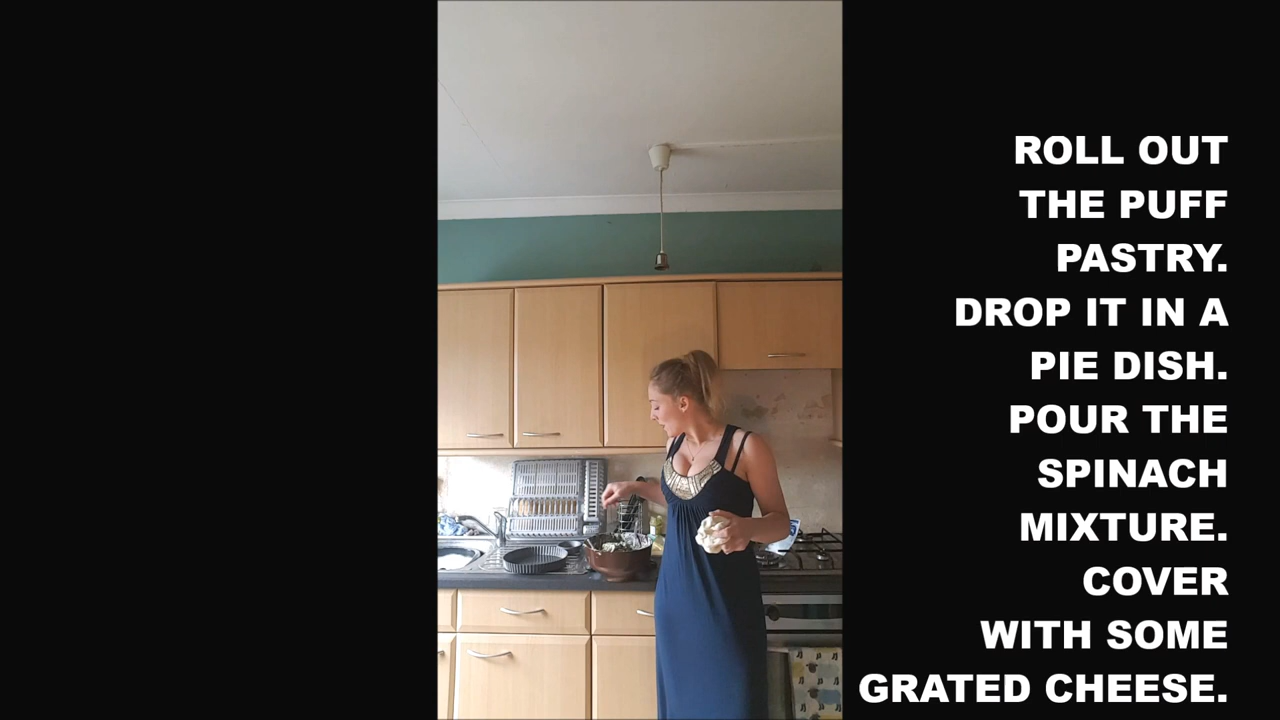 ROLL OUT
THE PUFF
PASTRY.
DROP IT IN A
PIE DISH.
POUR THE
SPINACH
MIXTURE.
COVER
WITH SOME
GRATED CHEESE.